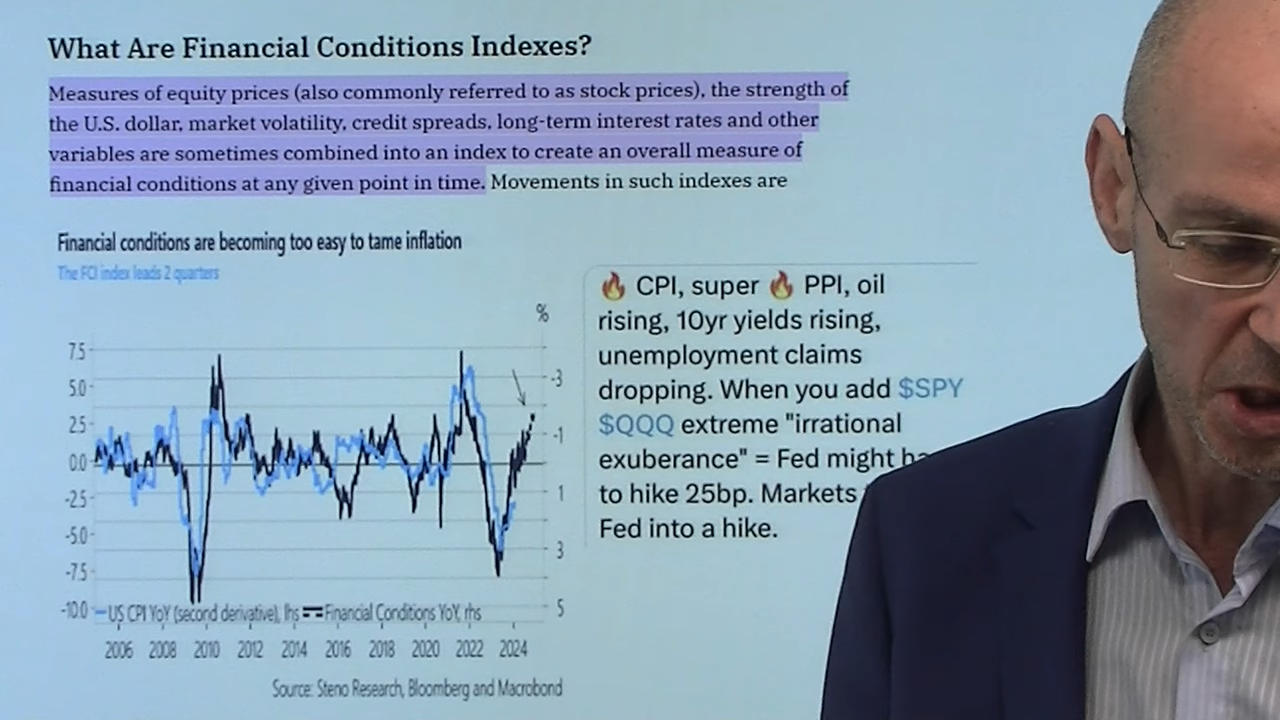 What Are Financial Conditions Indexes?
Measures of equity prices (also commonly referred to as stock prices), the strength of
the U.S. dollar, market volatility, credit spreads, long-term interest rates and other
variables are sometimes combined into an index to create an overall measure of
financial conditions at any given point in time. Movements in such indexes are
Financial conditions are becoming too easy to tame inflation
The FCI index leads 2 quarters
%
7.5
5.0
2.5
0.0
-2.5
-5.0
-7.5
-10.0
-3
-1
1
3
5
US CPI YoY (second derivative), lhs Financial Conditions YoY, rhs
2006 2008 2010 2012 2014 2016 2018 2020 2022 2024
Source: Steno Research, Bloomberg and Macrobond
🔥 CPI, super 🔥 PPI, oil
rising, 10yr yields rising,
unemployment claims
dropping. When you add $SPY
$QQQ extreme "irrational
exuberance" = Fed might
to hike 25bp. Markets
Fed into a hike.